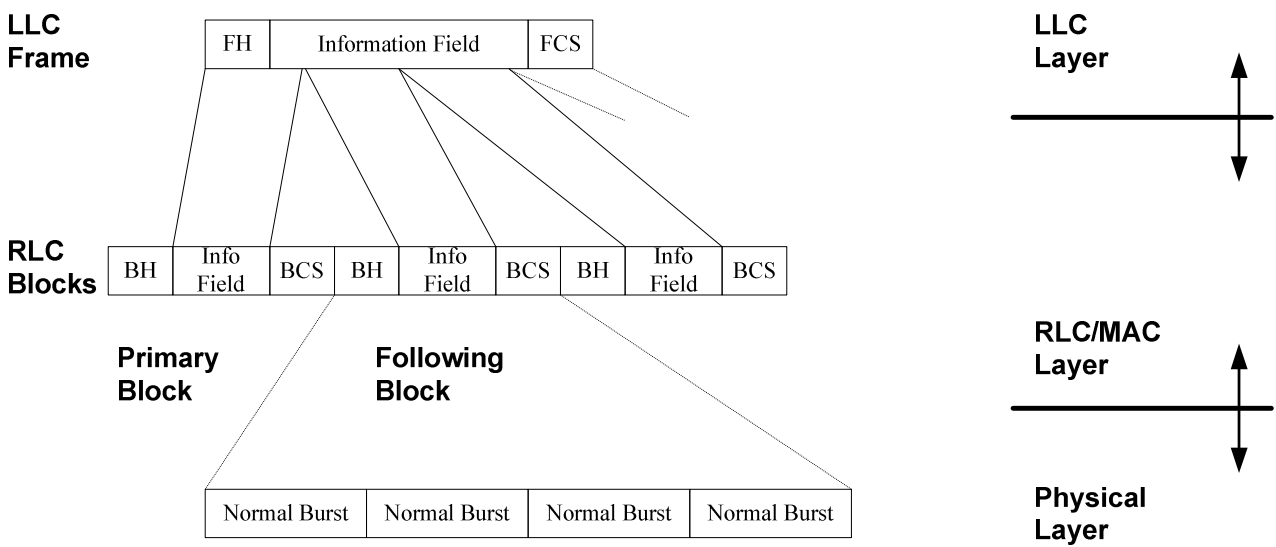 LLC
Frame
FH
Information Field
FCS
LLC
Layer
RLC
Blocks
BH
Info
Field
BCS
BH
Info
Field
BCS
BH
Info
Field
BCS
Primary
Block
Following
Block
RLC/MAC
Layer
Normal Burst
Normal Burst
Normal Burst
Normal Burst
Physical
Layer